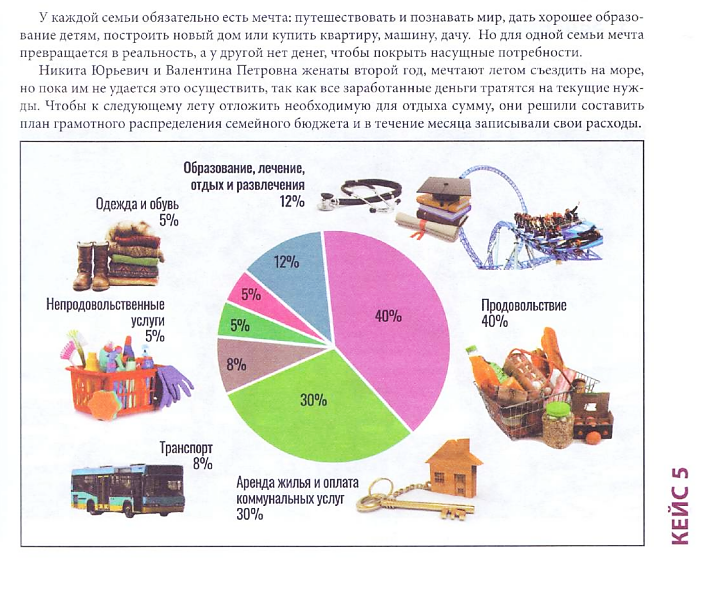 У каждой семьи обязательно есть мечта: путешествовать и познавать мир, дать хорошее образо-
вание детям, построить новый дом или купить квартиру, машину, дачу. Но для одной семьи мечта
превращается в реальность, а у другой нет денег, чтобы покрыть насущные потребности.
Никита Юрьевич и Валентина Петровна женаты второй год, мечтают летом съездить на море,
но пока им не удается это осуществить, так как все заработанные деньги тратятся на текущие нуж-
ды. Чтобы к следующему лету отложить необходимую для отдыха сумму, они решили составить
план грамотного распределения семейного бюджета и в течение месяца записывали свои расходы.
Образование, лечение,
отдых и развлечения
12%
Одежда и обувь
5%
Непродовольственные
услуги
5%
Транспорт
8%
Аренда жилья и оплата
коммунальных услуг
30%
Продовольствие
40%
12%
5%
5%
8%
30%
40%
КЕЙС 5